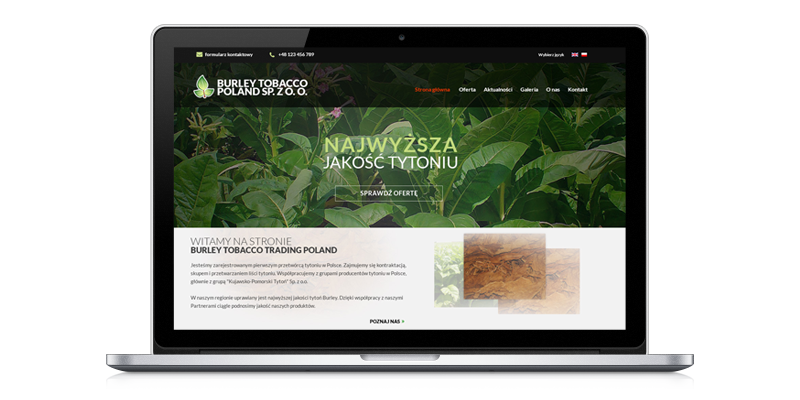 formularz kontaktowy +48 123 456 789 Wybierz język
BURLEY TOBACCO
POLAND SP. Z O. O.
Strona główna Oferta Aktualności Galeria O nas Kontakt
NAJWYŻSZA
JAKOŚĆ TYTONIU
SPRAWDŹ OFERTĘ
WITAMY NA STRONIE
BURLEY TOBACCO TRADING POLAND
Jesteśmy zarejestrowanym pierwszym przetwórcą tytoniu w Polsce. Zajmujemy się kontraktacją,
skupem i przetwarzaniem liści tytoniu. Współpracujemy z grupami producentów tytoniu w Polsce,
głównie z grupą "Kujawsko-Pomorski Tytoń" Sp. z o.o.
W naszym regionie uprawiany jest najwyższej jakości tytoń Burley. Dzięki współpracy z naszymi
Partnerami ciągle podnosimy jakość naszych produktów.
POZNAJ NAS +